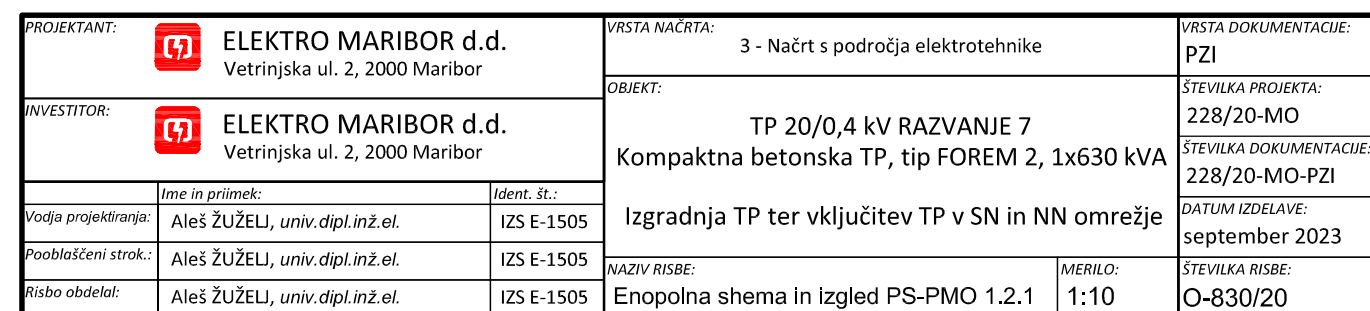 PROJEKTANT:
ELEKTRO MARIBOR d.d.
Vetrinjska ul. 2, 2000 Maribor
INVESTITOR:
ELEKTRO MARIBOR d.d.
Vetrinjska ul. 2, 2000 Maribor
Ime in priimek: Ident. št.:
Vodja projektiranja: Aleš ŽUŽELJ, univ.dipl.inž.el. IZS E-1505
Pooblaščeni strok.: Aleš ŽUŽELJ, univ.dipl.inž.el. IZS E-1505
Risbo obdelal: Aleš ŽUŽELJ, univ.dipl.inž.el. IZS E-1505
VRSTA NAČRTA:
3 - Načrt s področja elektrotehnike
OBJEKT:
TP 20/0,4 kV RAZVANJE 7
Kompaktna betonska TP, tip FOREM 2, 1x630 kVA
Izgradnja TP ter vključitev TP v SN in NN omrežje
NAZIV RISBE:
Enopolna shema in izgled PS-PMO 1.2.1
MERILO:
1:10
VRSTA DOKUMENTACIJE:
PZI
ŠTEVILKA PROJEKTA:
228/20-MO
ŠTEVILKA DOKUMENTACIJE:
228/20-MO-PZI
DATUM IZDELAVE:
september 2023
ŠTEVILKA RISBE:
O-830/20